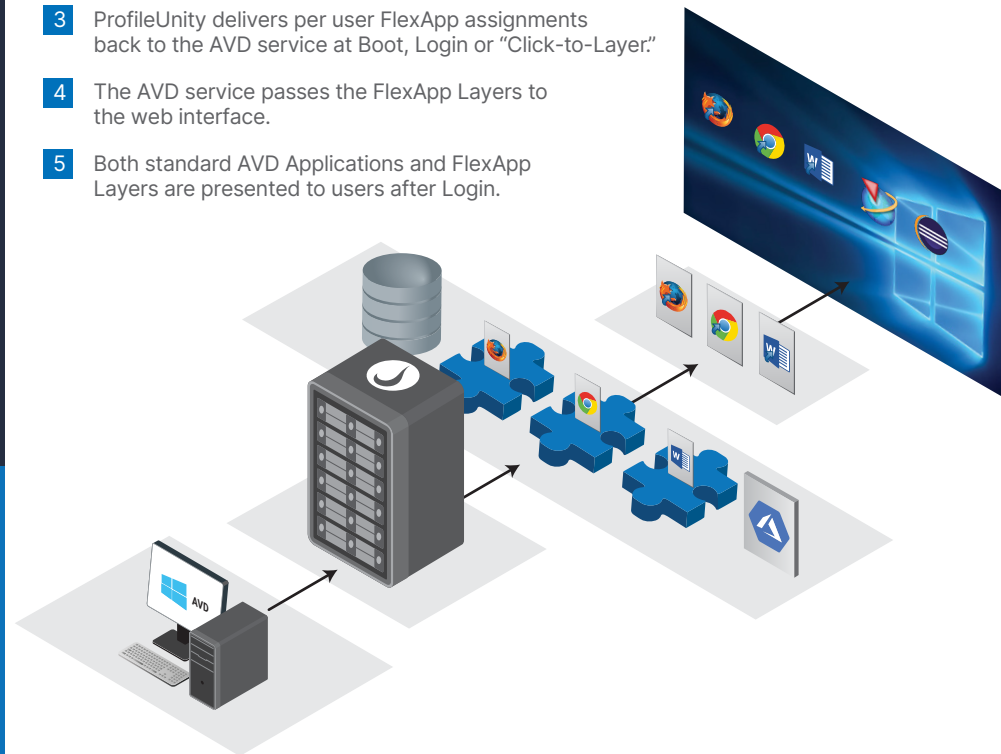 3 ProfileUnity delivers per user FlexApp assignments
back to the AVD service at Boot, Login or “Click-to-Layer.”
4 The AVD service passes the FlexApp Layers to
the web interface.
5 Both standard AVD Applications and FlexApp
Layers are presented to users after Login.
W
W
W
AVD